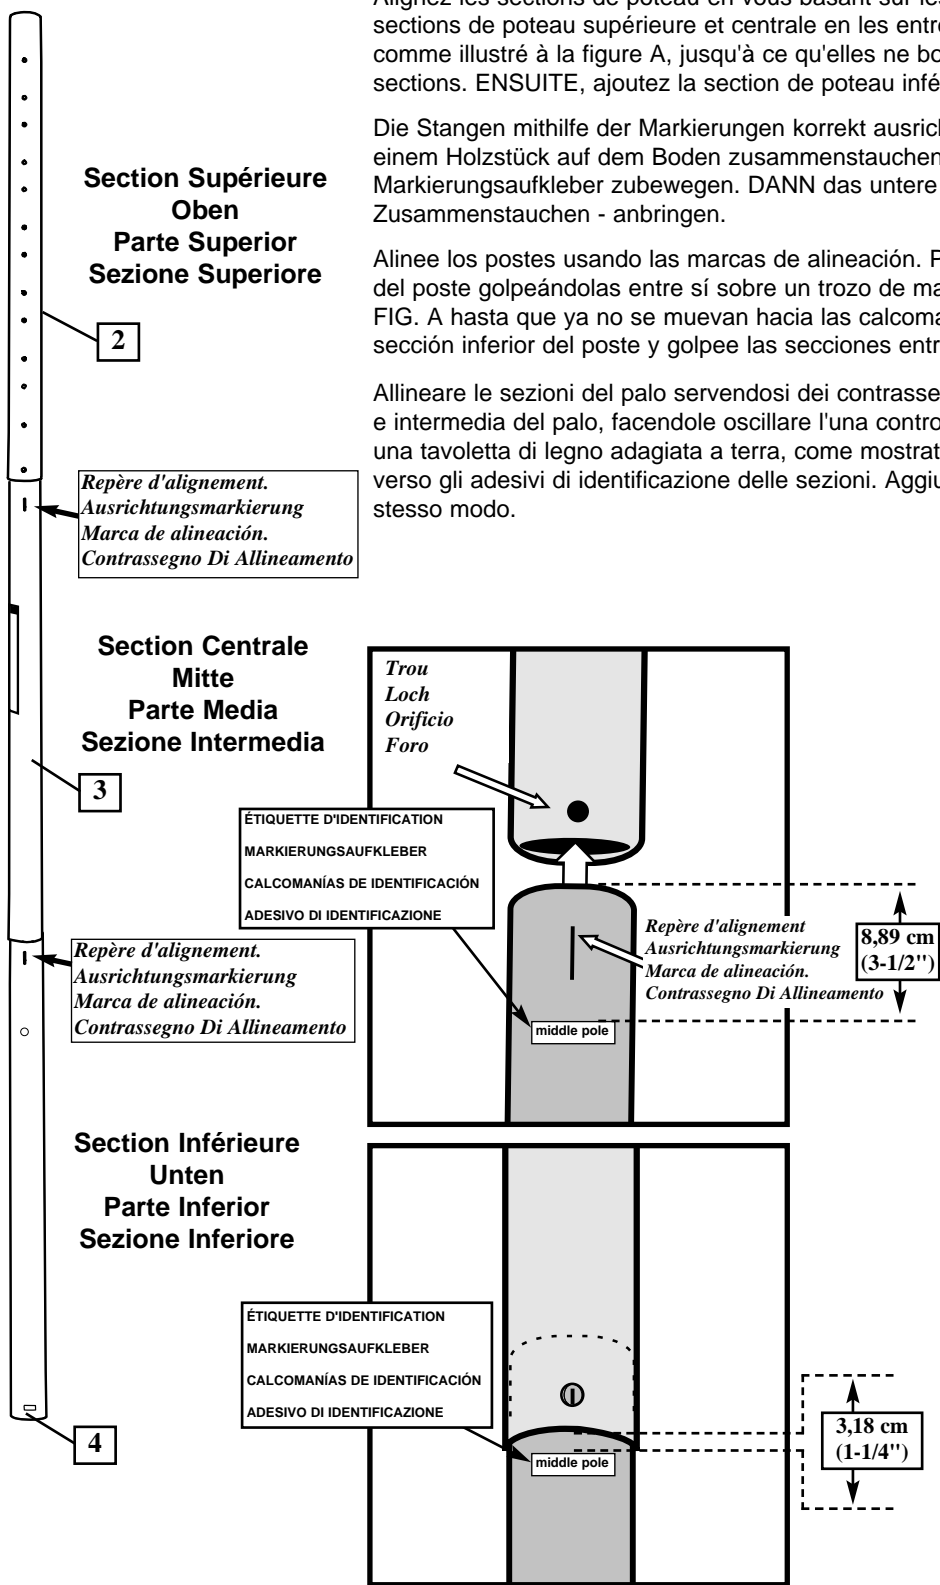 Alignez les sections de poteau en vous basant sur les
sections de poteau supérieure et centrale en les entre
comme illustré à la figure A, jusqu'à ce qu'elles ne bo
sections. ENSUITE, ajoutez la section de poteau infé
Die Stangen mithilfe der Markierungen korrekt ausric
einem Holzstück auf dem Boden zusammenstauchen
Markierungsaufkleber zubewegen. DANN das untere
Zusammenstauchen - anbringen.
Alinee los postes usando las marcas de alineación. P
del poste golpeándolas entre sí sobre un trozo de ma
FIG. A hasta que ya no se muevan hacia las calcoma
sección inferior del poste y golpee las secciones entr
Allineare le sezioni del palo servendosi dei contrasse
e intermedia del palo, facendole oscillare l'una contro
una tavoletta di legno adagiata a terra, come mostrat
verso gli adesivi di identificazione delle sezioni. Aggiu
stesso modo.
Section Supérieure
Oben
Parte Superior
Sezione Superiore
2
Repère d'alignement.
Ausrichtungsmarkierung
Marca de alineación.
Contrassegno Di Allineamento
Section Centrale
Mitte
Parte Media
Sezione Intermedia
3
Repère d'alignement.
Ausrichtungsmarkierung
Marca de alineación.
Contrassegno Di Allineamento
Section Inférieure
Unten
Parte Inferior
Sezione Inferiore
4
Trou
Loch
Orificio
Foro
ÉTIQUETTE D'IDENTIFICATION
MARKIERUNGSAUFKLEBER
CALCOMANÍAS DE IDENTIFICACIÓN
ADESIVO DI IDENTIFICAZIONE
Repère d'alignement
Ausrichtungsmarkierung
Marca de alineación.
Contrassegno Di Allineamento
8,89 cm
(3-1/2")
middle pole
ÉTIQUETTE D'IDENTIFICATION
MARKIERUNGSAUFKLEBER
CALCOMANÍAS DE IDENTIFICACIÓN
ADESIVO DI IDENTIFICAZIONE
middle pole
3,18 cm
(1-1/4")